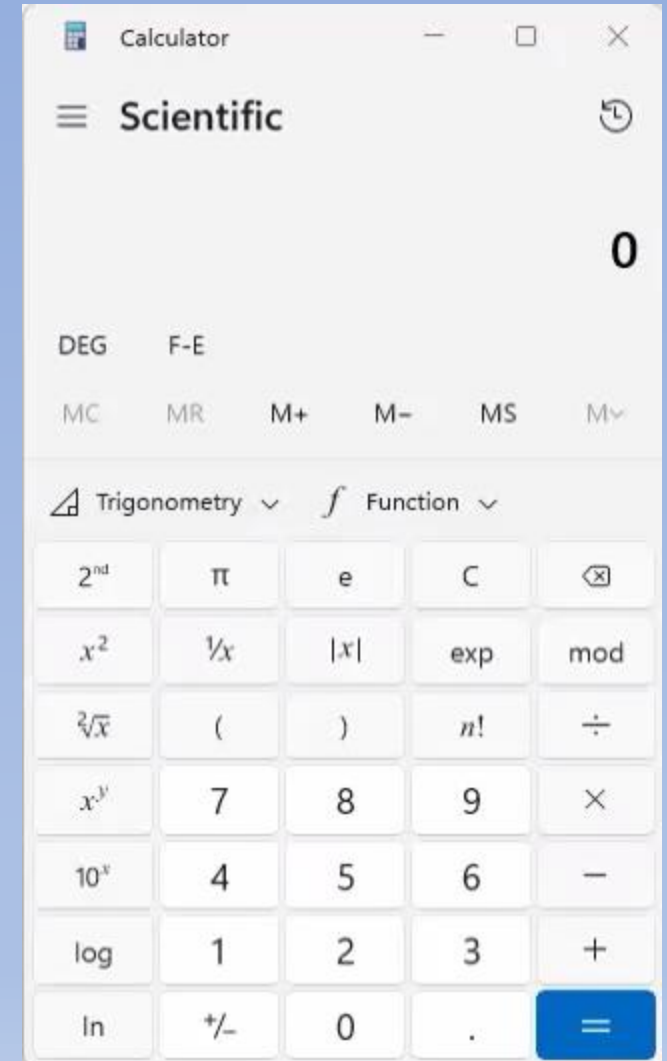 Calculator
Scientific
0
DEG F-E
MC MR M+ M− MS M
Trigonometry f Function
2ⁿᵈ π e C
x² ¹/x |x| exp mod
²√x ( ) n! ÷
xʸ 7 8 9 ×
10ˣ 4 5 6 −
log 1 2 3 +
ln +/− 0 . =